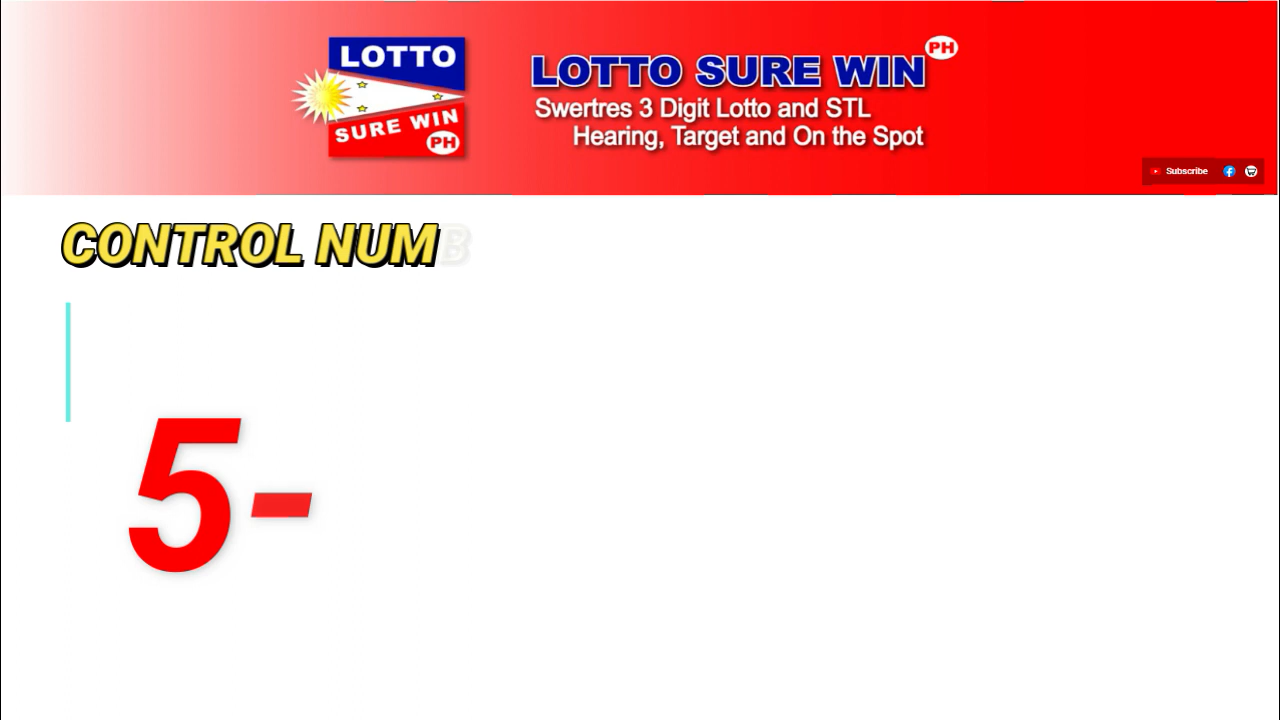 LOTTO
SURE WIN
PH
LOTTO SURE WIN PH
Swertres 3 Digit Lotto and STL
Hearing, Target and On the Spot
Subscribe
CONTROL NUMB
5-